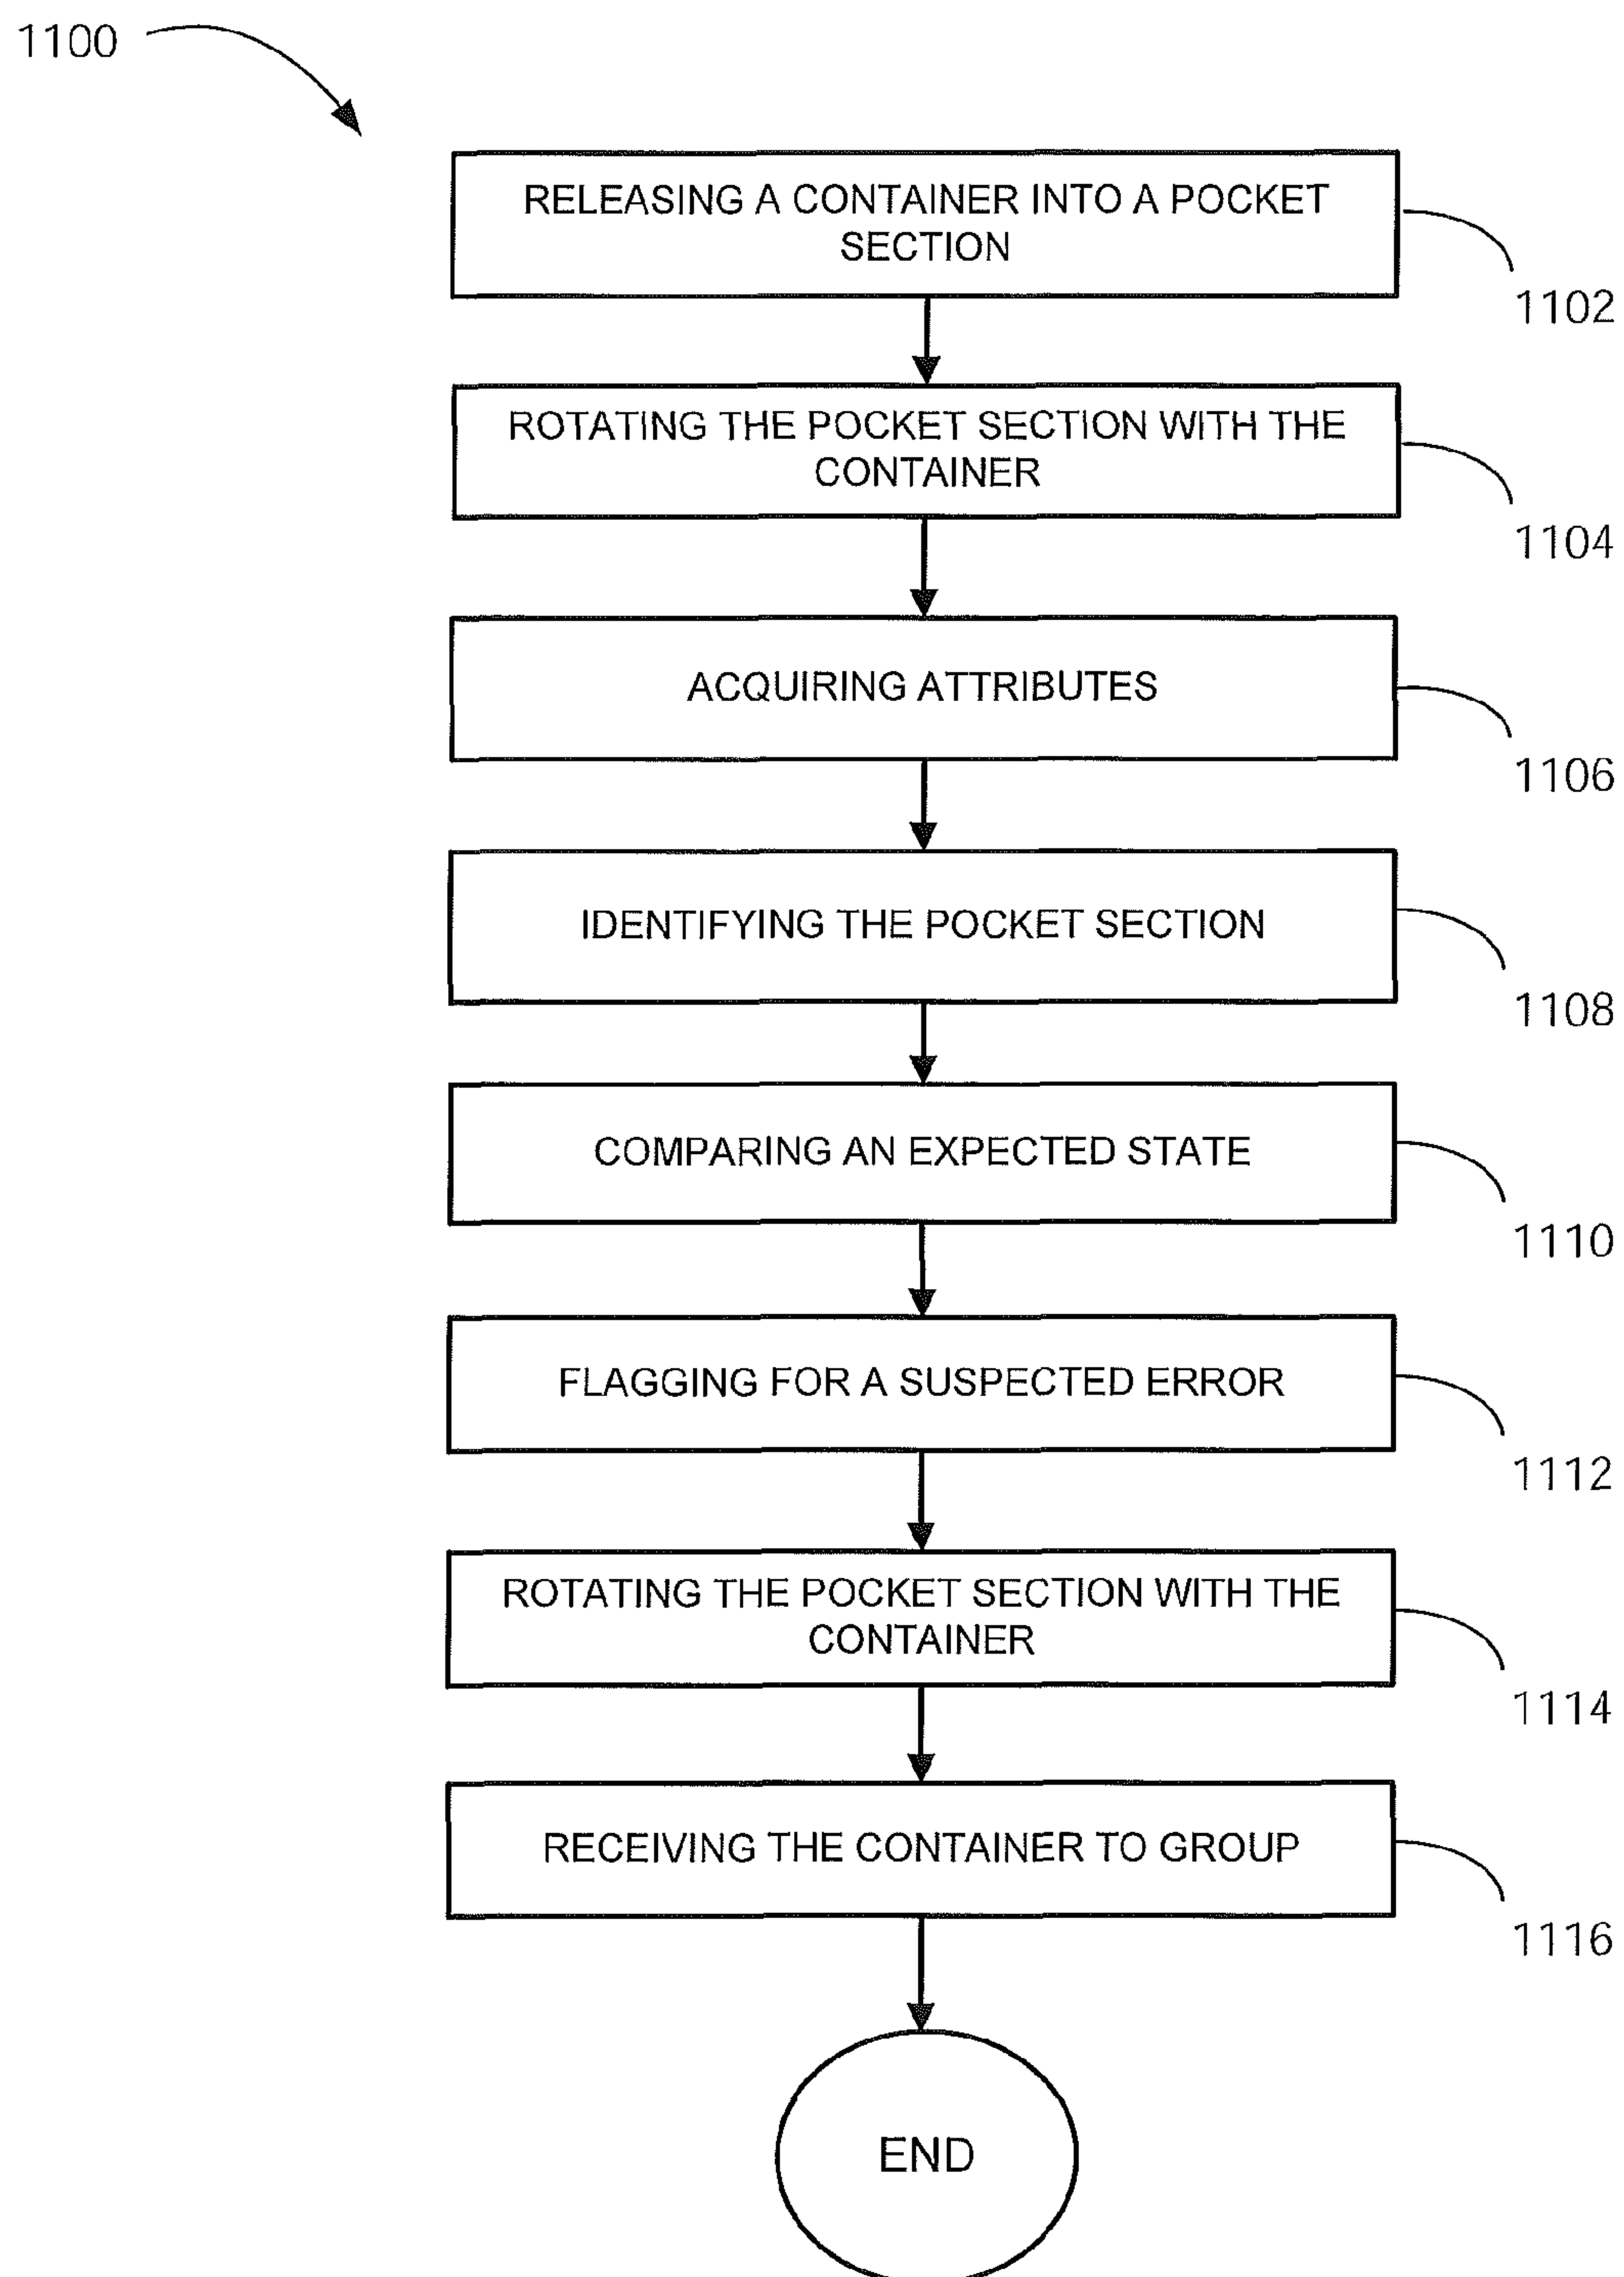 1100
RELEASING A CONTAINER INTO A POCKET
SECTION
1102
ROTATING THE POCKET SECTION WITH THE
CONTAINER
1104
ACQUIRING ATTRIBUTES
1106
IDENTIFYING THE POCKET SECTION
1108
COMPARING AN EXPECTED STATE
1110
FLAGGING FOR A SUSPECTED ERROR
1112
ROTATING THE POCKET SECTION WITH THE
CONTAINER
1114
RECEIVING THE CONTAINER TO GROUP
1116
END